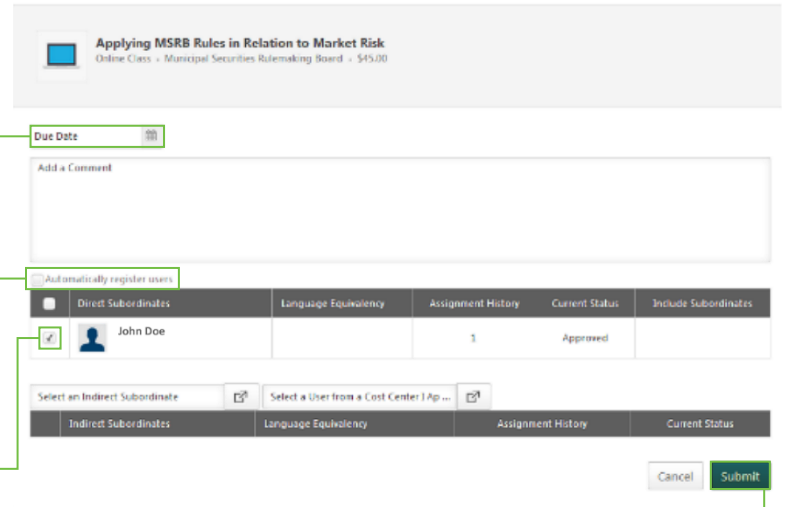 Applying MSRB Rules in Relation to Market Risk
Online Class • Municipal Securities Rulemaking Board • $45.00
Due Date
Add a Comment
Automatically register users
Direct Subordinates Language Equivalency Assignment History Current Status Include Subordinates
John Doe 1 Approved
Select an Indirect Subordinate Select a User from a Cost Center I Ap ...
Indirect Subordinates Language Equivalency Assignment History Current Status
Cancel Submit